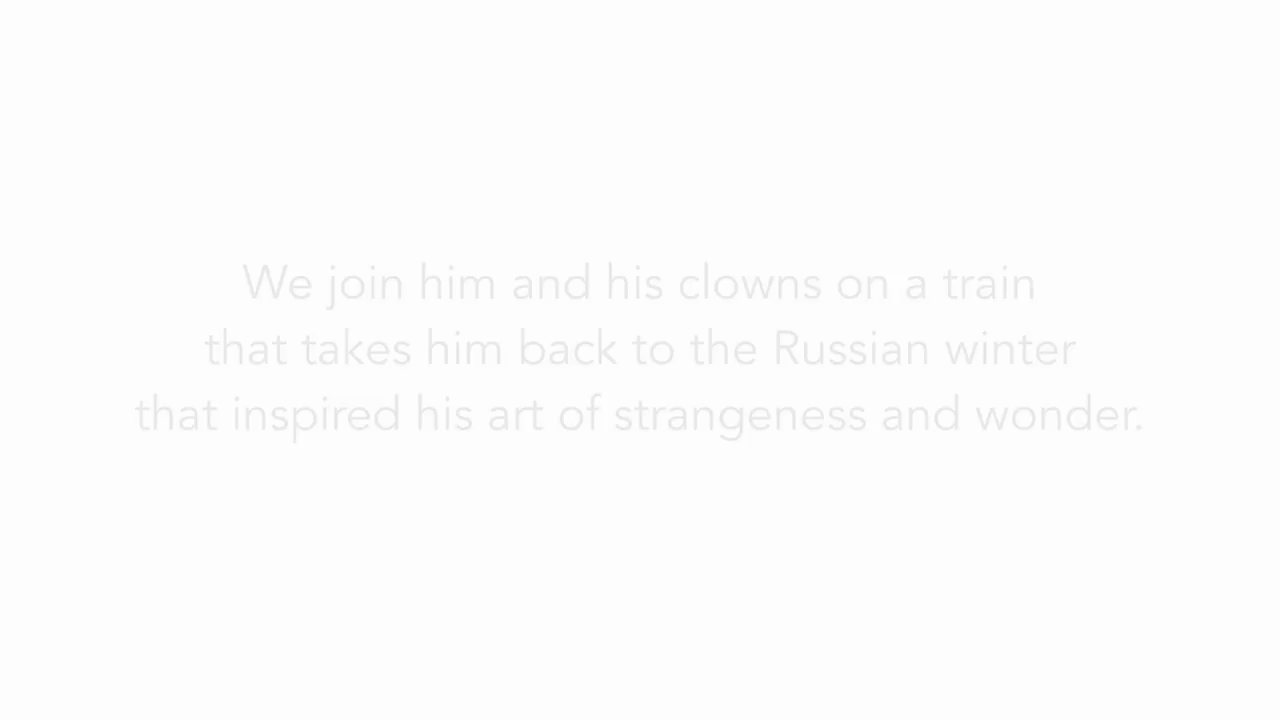 We join him and his clowns on a train
that takes him back to the Russian winter
that inspired his art of strangeness and wonder.